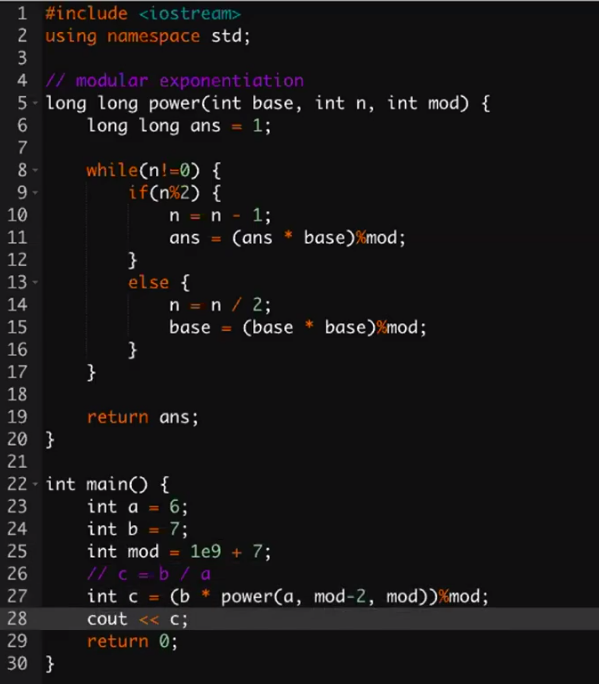 1 #include <iostream>
2 using namespace std;
3
4 // modular exponentiation
5 long long power(int base, int n, int mod) {
6     long long ans = 1;
7
8     while(n!=0) {
9         if(n%2) {
10             n = n - 1;
11             ans = (ans * base)%mod;
12         }
13         else {
14             n = n / 2;
15             base = (base * base)%mod;
16         }
17     }
18
19     return ans;
20 }
21
22 int main() {
23     int a = 6;
24     int b = 7;
25     int mod = 1e9 + 7;
26     // c = b / a
27     int c = (b * power(a, mod-2, mod))%mod;
28     cout << c;
29     return 0;
30 }